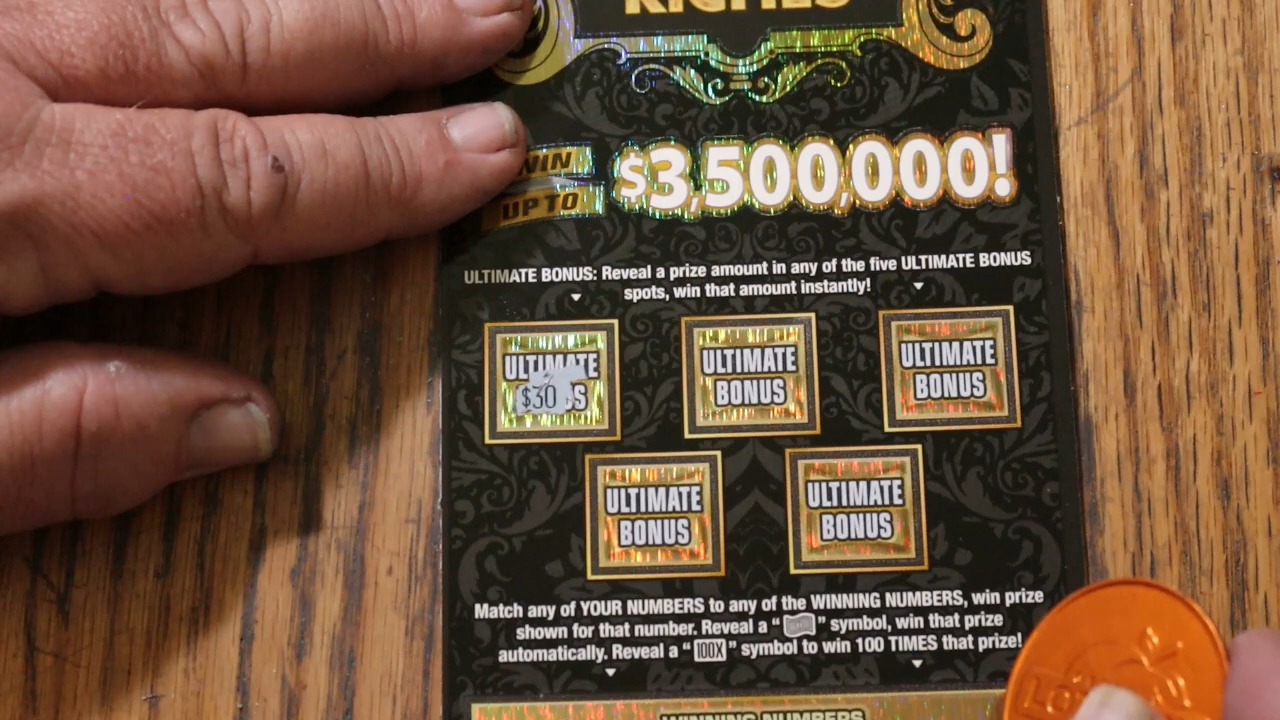 RICHES
WIN
UP TO
$3,500,000!
ULTIMATE BONUS: Reveal a prize amount in any of the five ULTIMATE BONUS
spots, win that amount instantly!
ULTIMATE
$30 S
ULTIMATE
BONUS
ULTIMATE
BONUS
ULTIMATE
BONUS
ULTIMATE
BONUS
Match any of YOUR NUMBERS to any of the WINNING NUMBERS, win prize
shown for that number. Reveal a " " symbol, win that prize
automatically. Reveal a "100X" symbol to win 100 TIMES that prize!
WINNING NUMBERS